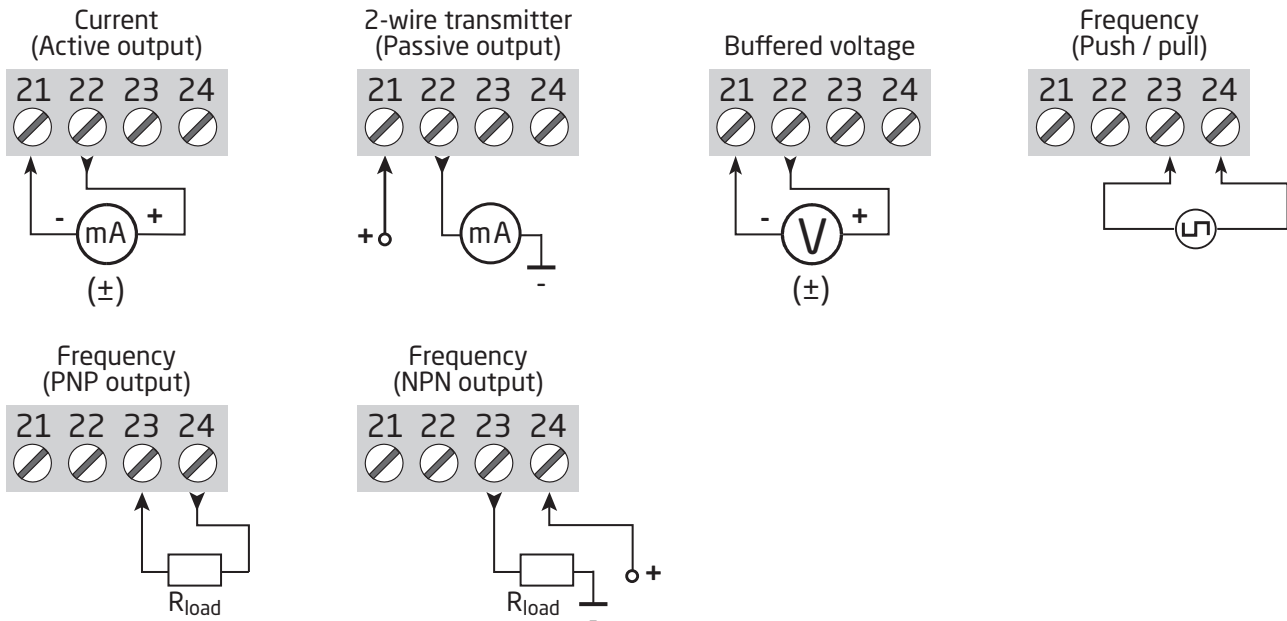 Current
(Active output)
21 22 23 24
- mA +
(±)
2-wire transmitter
(Passive output)
21 22 23 24
+ mA
-
Buffered voltage
21 22 23 24
- V +
(±)
Frequency
(Push / pull)
21 22 23 24
Frequency
(PNP output)
21 22 23 24
Rload
Frequency
(NPN output)
21 22 23 24
+
Rload
-